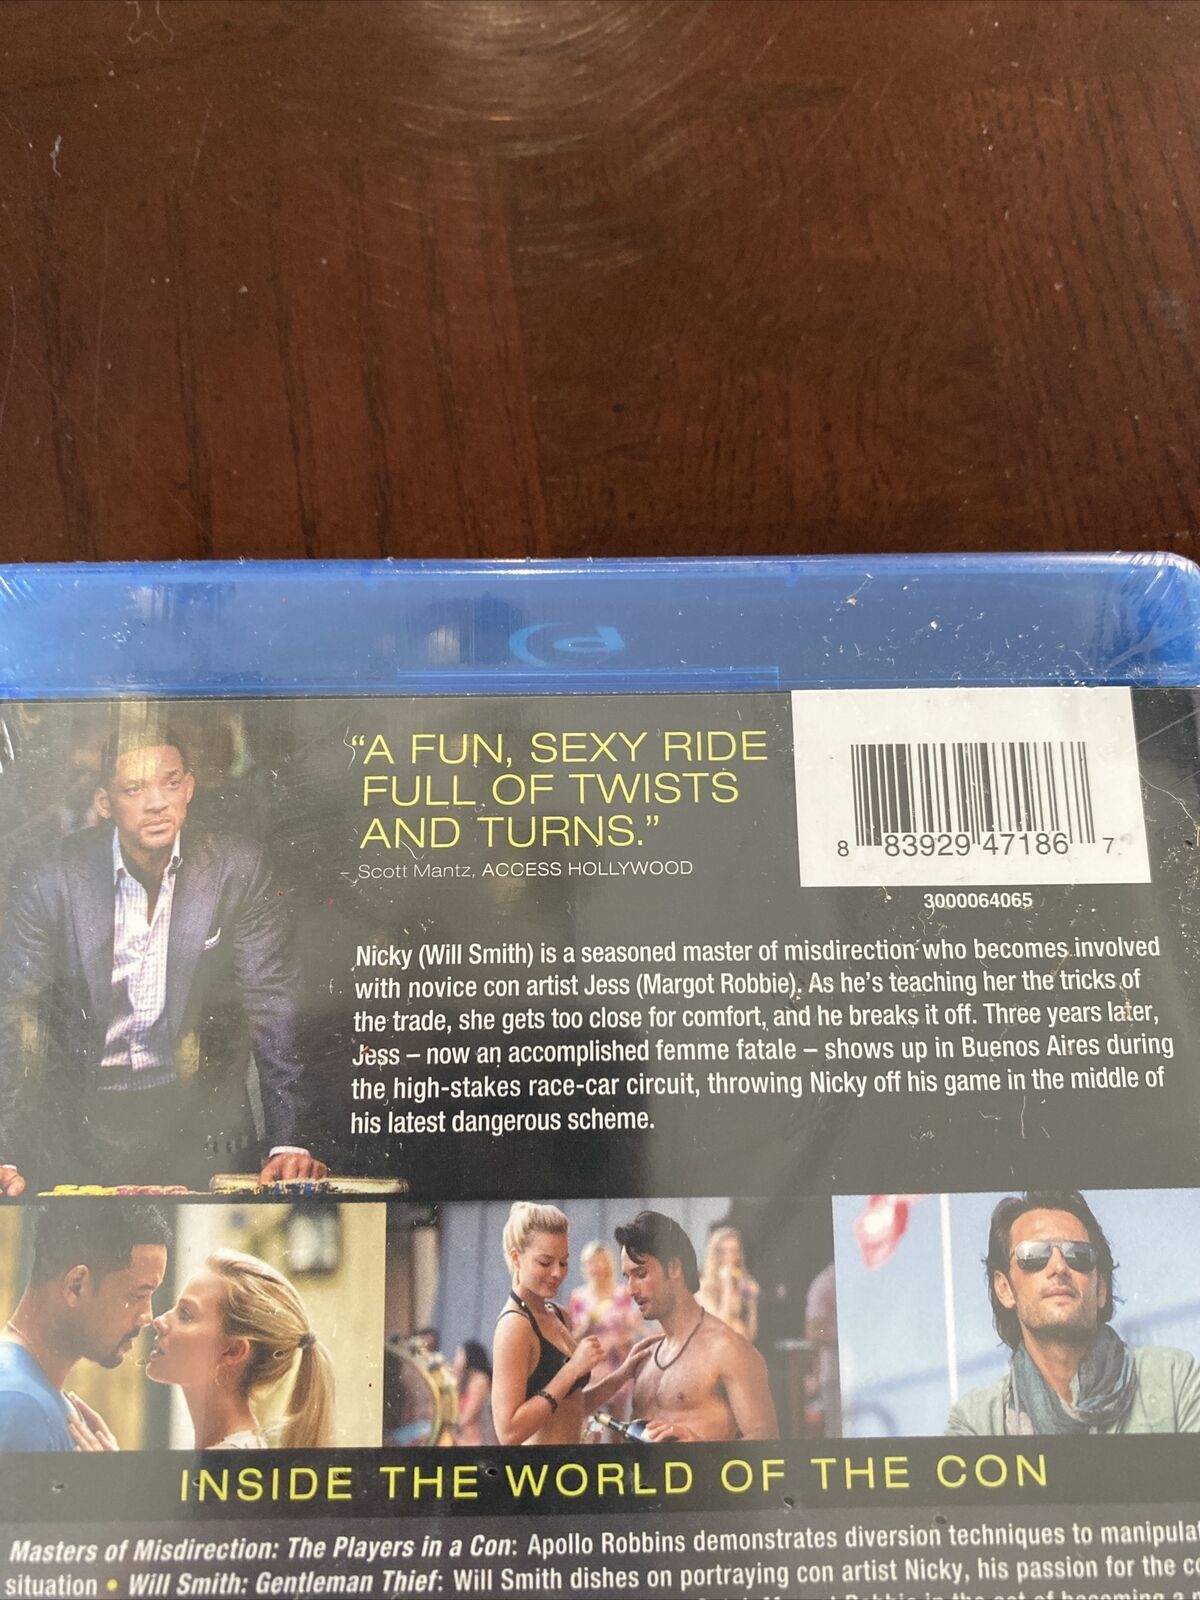 "A FUN, SEXY RIDE
FULL OF TWISTS
AND TURNS."
– Scott Mantz, ACCESS HOLLYWOOD
8 83929 47186 7
3000064065
Nicky (Will Smith) is a seasoned master of misdirection who becomes involved
with novice con artist Jess (Margot Robbie). As he's teaching her the tricks of
the trade, she gets too close for comfort, and he breaks it off. Three years later,
Jess – now an accomplished femme fatale – shows up in Buenos Aires during
the high-stakes race-car circuit, throwing Nicky off his game in the middle of
his latest dangerous scheme.
INSIDE THE WORLD OF THE CON
Masters of Misdirection: The Players in a Con: Apollo Robbins demonstrates diversion techniques to manipulat
situation • Will Smith: Gentleman Thief: Will Smith dishes on portraying con artist Nicky, his passion for the co